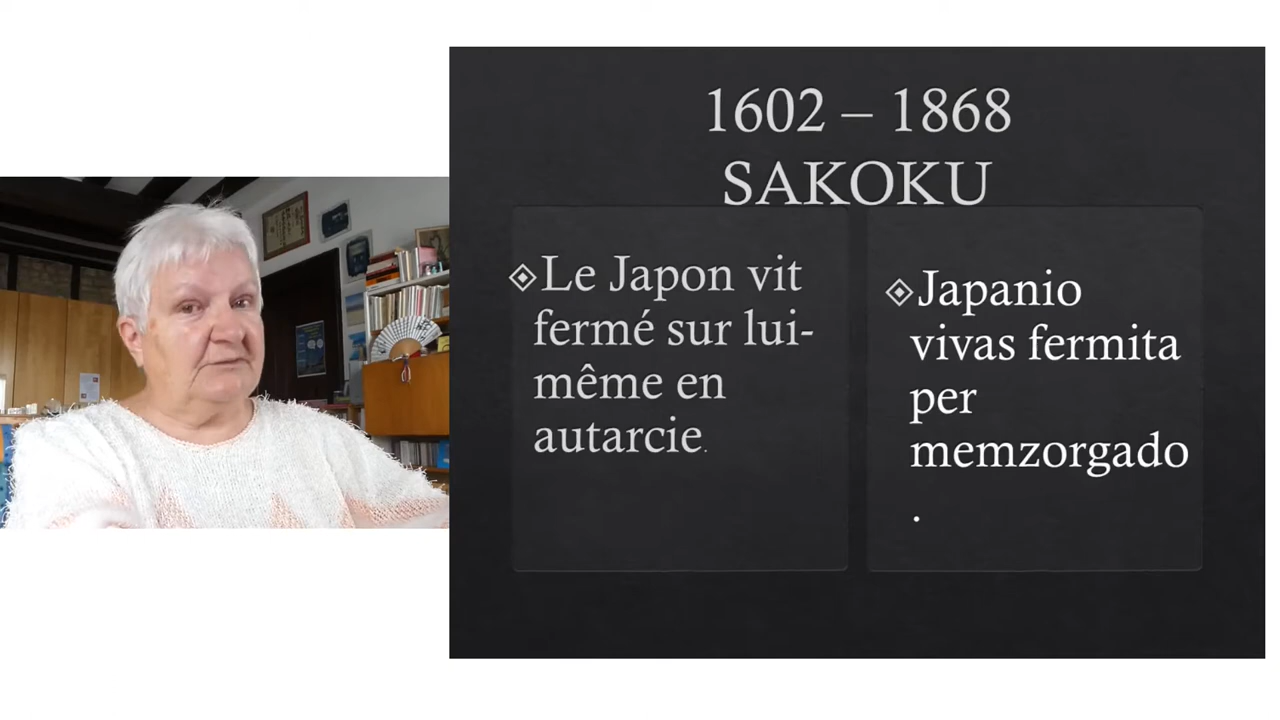 1602 – 1868
SAKOKU
Le Japon vit
fermé sur lui-
même en
autarcie.
Japanio
vivas fermita
per
memzorgado
.